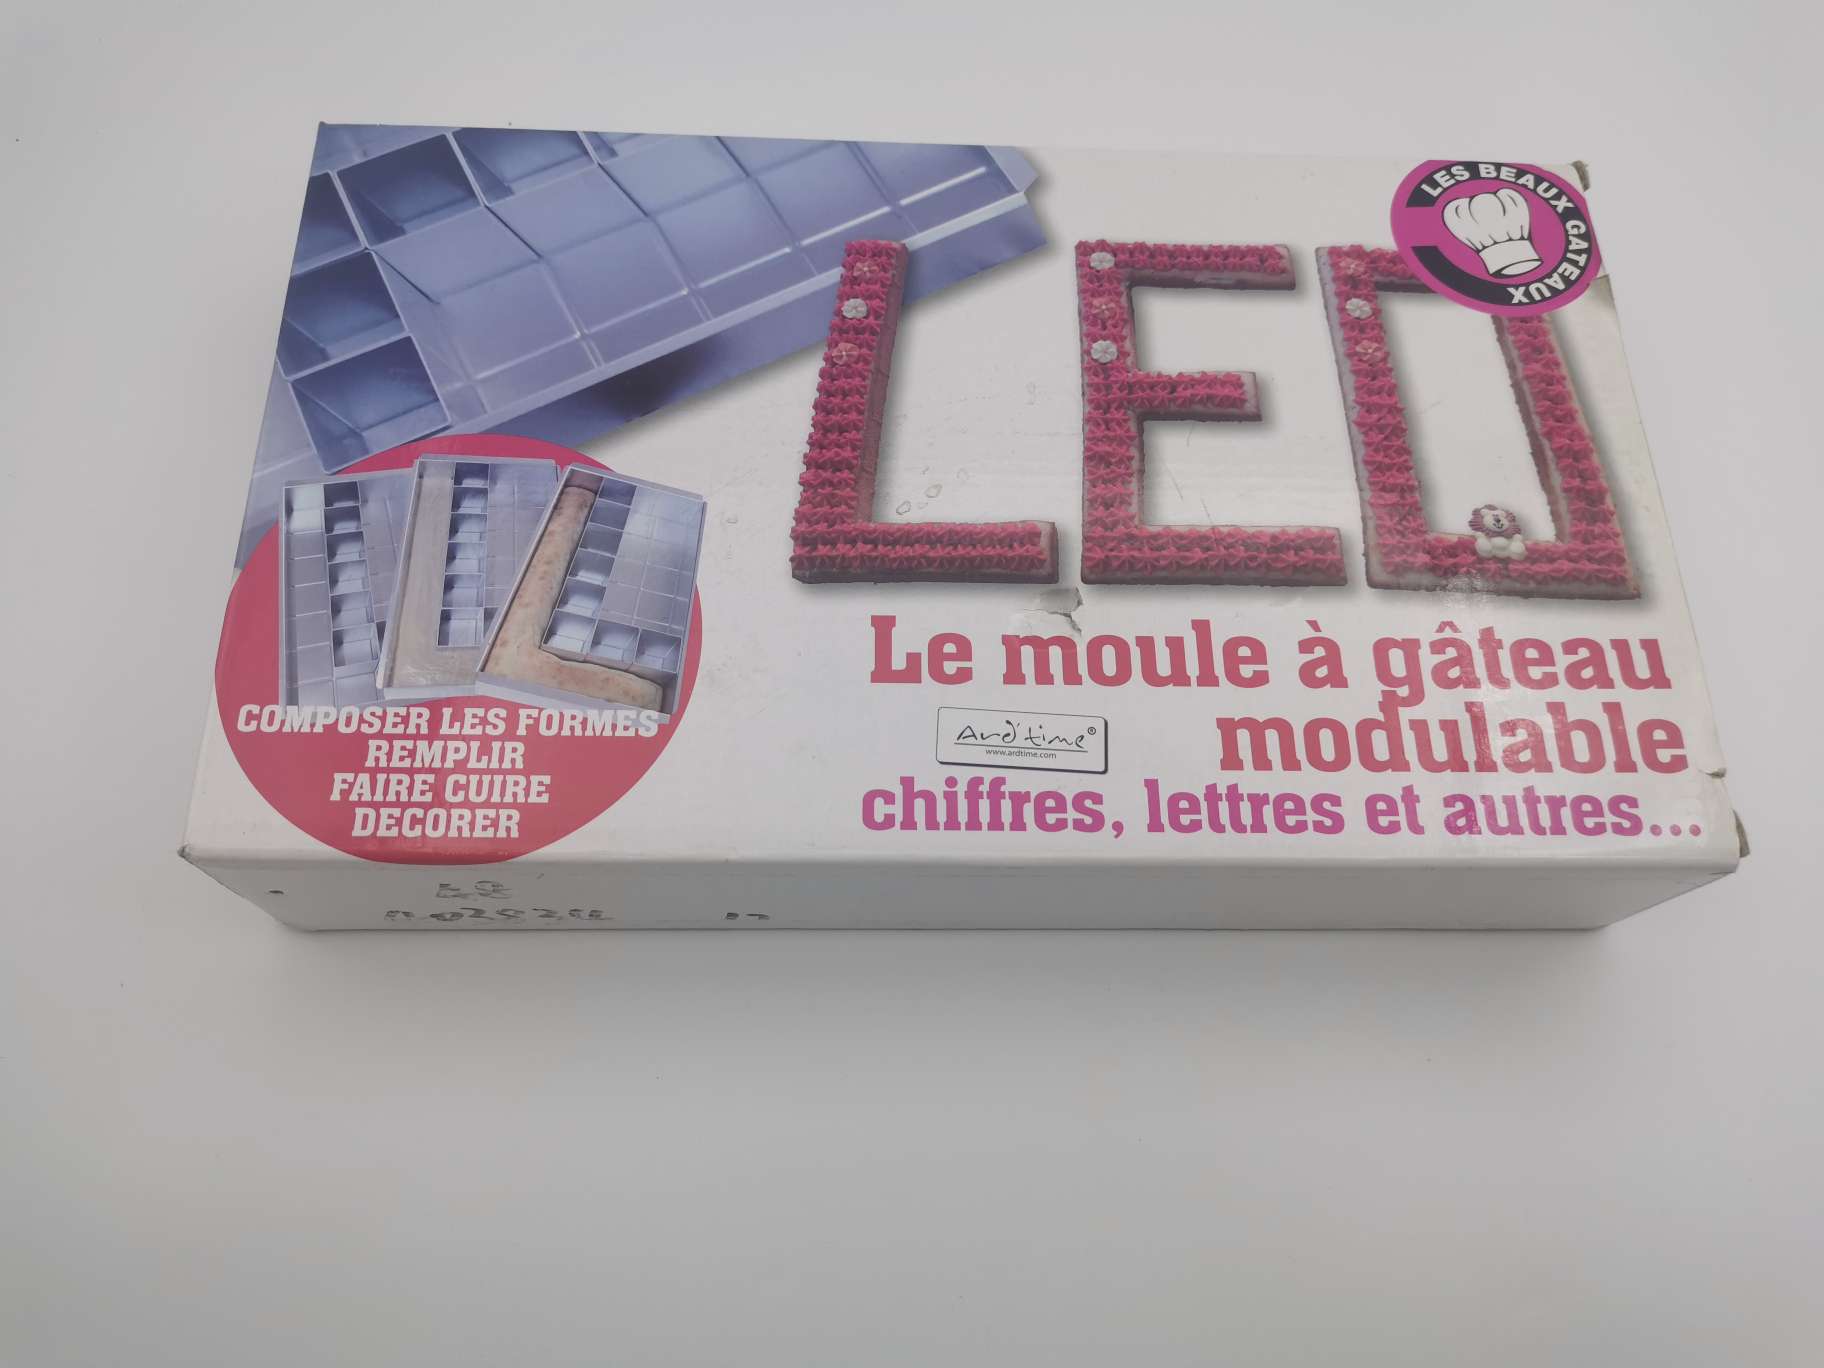 LES BEAUX GATEAUX
LEO
Le moule à gâteau
modulable
chiffres, lettres et autres...
Ard'time®
www.ardtime.com
COMPOSER LES FORMES
REMPLIR
FAIRE CUIRE
DECORER